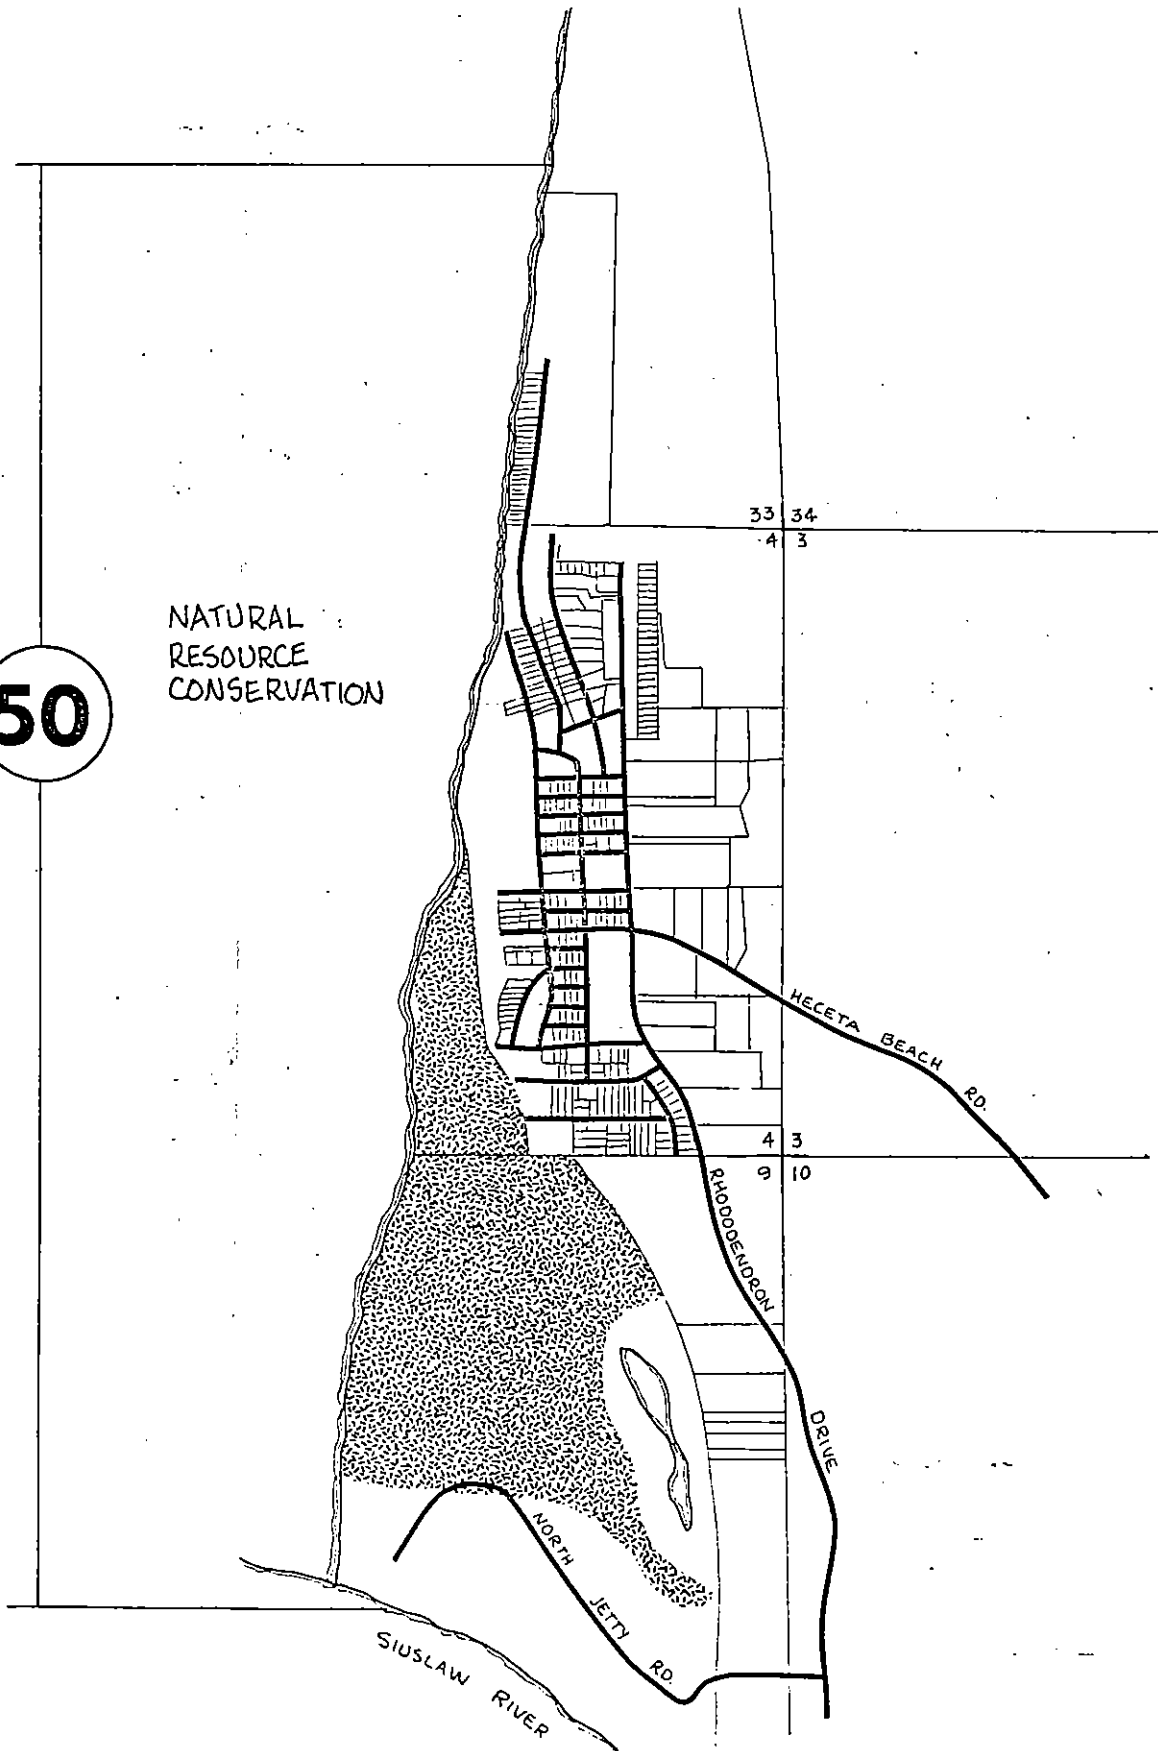 33 34
4 3
NATURAL
RESOURCE
CONSERVATION
50
HECETA BEACH RD.
4 3
9 10
RHODODENDRON DRIVE
NORTH JETTY RD.
SIUSLAW RIVER